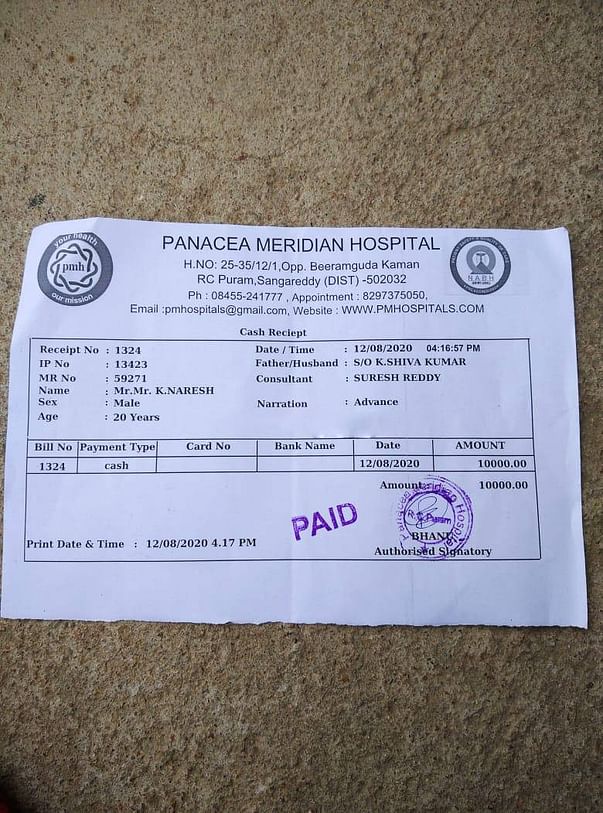 your health
pmh
our mission
PANACEA MERIDIAN HOSPITAL
H.NO: 25-35/12/1,Opp. Beeramguda Kaman
RC Puram,Sangareddy (DIST) -502032
Ph : 08455-241777 , Appointment : 8297375050,
Email :pmhospitals@gmail.com, Website : WWW.PMHOSPITALS.COM
NABH
Cash Reciept
Receipt No : 1324 Date / Time : 12/08/2020 04:16:57 PM
IP No : 13423 Father/Husband : S/O K.SHIVA KUMAR
MR No : 59271 Consultant : SURESH REDDY
Name : Mr.Mr. K.NARESH
Sex : Male Narration : Advance
Age : 20 Years
Bill No Payment Type Card No Bank Name Date AMOUNT
1324 cash 12/08/2020 10000.00
Amount 10000.00
PAID
Panacea Meridian Hospital
R.C. Puram
BHANU
Print Date & Time : 12/08/2020 4.17 PM
Authorised Signatory